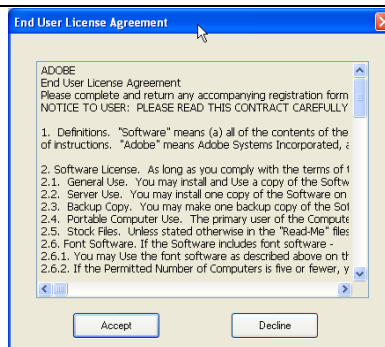 End User License Agreement
ADOBE
End User License Agreement
Please complete and return any accompanying registration form
NOTICE TO USER: PLEASE READ THIS CONTRACT CAREFULLY
1. Definitions. "Software" means (a) all of the contents of the
of instructions. "Adobe" means Adobe Systems Incorporated, a
2. Software License. As long as you comply with the terms of t
2.1. General Use. You may install and Use a copy of the Softw
2.2. Server Use. You may install one copy of the Software on
2.3. Backup Copy. You may make one backup copy of the Sof
2.4. Portable Computer Use. The primary user of the Compute
2.5. Stock Files. Unless stated otherwise in the "Read-Me" files
2.6. Font Software. If the Software includes font software -
2.6.1. You may Use the font software as described above on th
2.6.2. If the Permitted Number of Computers is five or fewer, y
Accept Decline